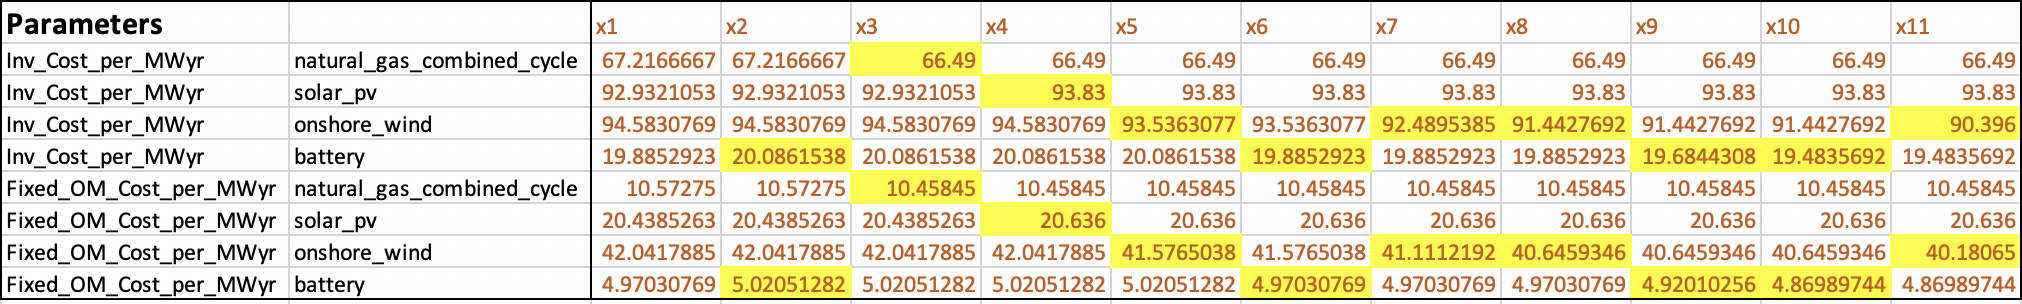 Parameters x1 x2 x3 x4 x5 x6 x7 x8 x9 x10 x11
Inv_Cost_per_MWyr natural_gas_combined_cycle 67.2166667 67.2166667 66.49 66.49 66.49 66.49 66.49 66.49 66.49 66.49 66.49
Inv_Cost_per_MWyr solar_pv 92.9321053 92.9321053 92.9321053 93.83 93.83 93.83 93.83 93.83 93.83 93.83 93.83
Inv_Cost_per_MWyr onshore_wind 94.5830769 94.5830769 94.5830769 94.5830769 93.5363077 93.5363077 92.4895385 91.4427692 91.4427692 91.4427692 90.396
Inv_Cost_per_MWyr battery 19.8852923 20.0861538 20.0861538 20.0861538 20.0861538 19.8852923 19.8852923 19.8852923 19.6844308 19.4835692 19.4835692
Fixed_OM_Cost_per_MWyr natural_gas_combined_cycle 10.57275 10.57275 10.45845 10.45845 10.45845 10.45845 10.45845 10.45845 10.45845 10.45845 10.45845
Fixed_OM_Cost_per_MWyr solar_pv 20.4385263 20.4385263 20.4385263 20.636 20.636 20.636 20.636 20.636 20.636 20.636 20.636
Fixed_OM_Cost_per_MWyr onshore_wind 42.0417885 42.0417885 42.0417885 42.0417885 41.5765038 41.5765038 41.1112192 40.6459346 40.6459346 40.6459346 40.18065
Fixed_OM_Cost_per_MWyr battery 4.97030769 5.02051282 5.02051282 5.02051282 5.02051282 4.97030769 4.97030769 4.97030769 4.92010256 4.86989744 4.86989744